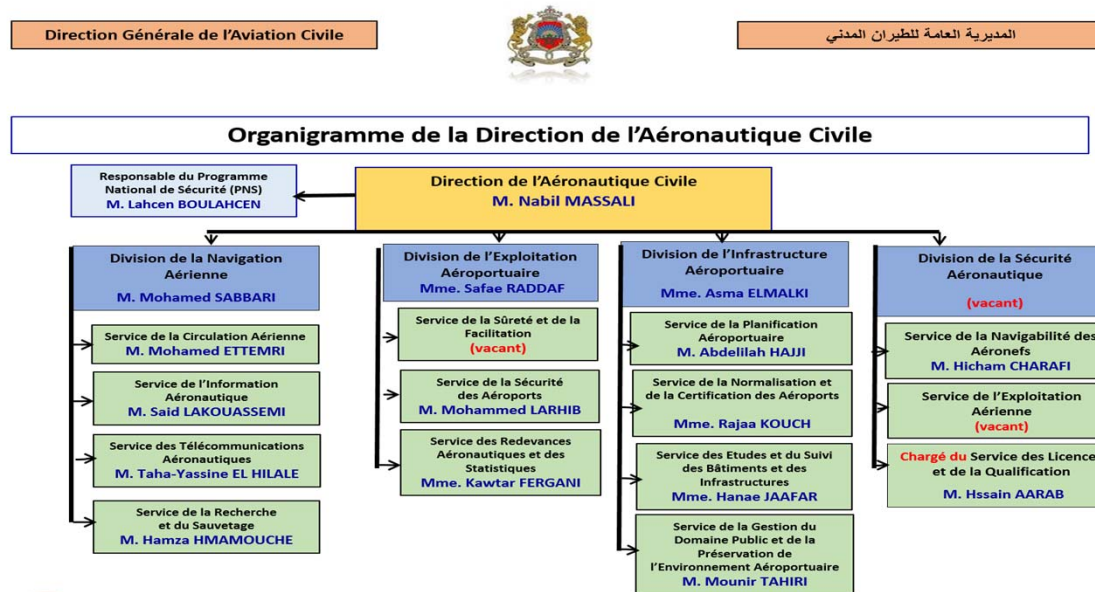 Direction Générale de l'Aviation Civile
المديرية العامة للطيران المدني
Organigramme de la Direction de l'Aéronautique Civile
Responsable du Programme
National de Sécurité (PNS)
M. Lahcen BOULAHCEN
Direction de l'Aéronautique Civile
M. Nabil MASSALI
Division de la Navigation
Aérienne
M. Mohamed SABBARI
Service de la Circulation Aérienne
M. Mohamed ETTEMRI
Service de l'Information
Aéronautique
M. Said LAKOUASSEMI
Service des Télécommunications
Aéronautiques
M. Taha-Yassine EL HILALE
Service de la Recherche
et du Sauvetage
M. Hamza HMAMOUCHE
Division de l'Exploitation
Aéroportuaire
Mme. Safae RADDAF
Service de la Sûreté et de la
Facilitation
(vacant)
Service de la Sécurité
des Aéroports
M. Mohammed LARHIB
Service des Redevances
Aéronautiques et des
Statistiques
Mme. Kawtar FERGANI
Division de l'Infrastructure
Aéroportuaire
Mme. Asma ELMALKI
Service de la Planification
Aéroportuaire
M. Abdelilah HAJJI
Service de la Normalisation et
de la Certification des Aéroports
Mme. Rajaa KOUCH
Service des Etudes et du Suivi
des Bâtiments et des
Infrastructures
Mme. Hanae JAAFAR
Service de la Gestion du
Domaine Public et de la
Préservation de
l'Environnement Aéroportuaire
M. Mounir TAHIRI
Division de la Sécurité
Aéronautique
(vacant)
Service de la Navigabilité des
Aéronefs
M. Hicham CHARAFI
Service de l'Exploitation
Aérienne
(vacant)
Chargé du Service des Licence
et de la Qualification
M. Hssain AARAB